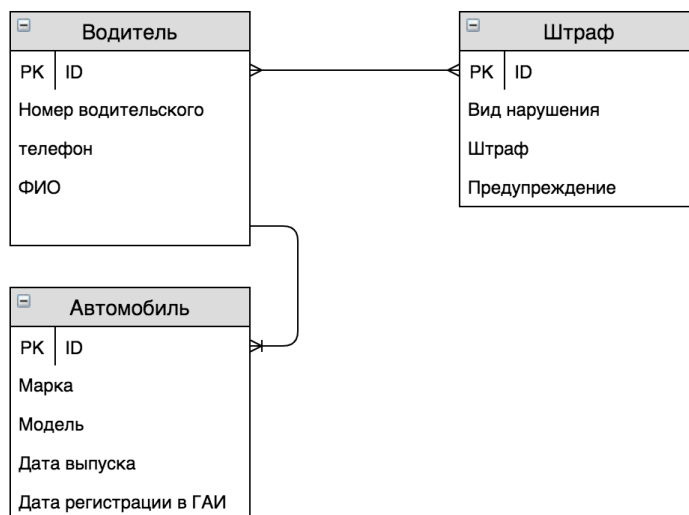 Водитель
PK ID
Номер водительского
телефон
ФИО
Штраф
PK ID
Вид нарушения
Штраф
Предупреждение
Автомобиль
PK ID
Марка
Модель
Дата выпуска
Дата регистрации в ГАИ